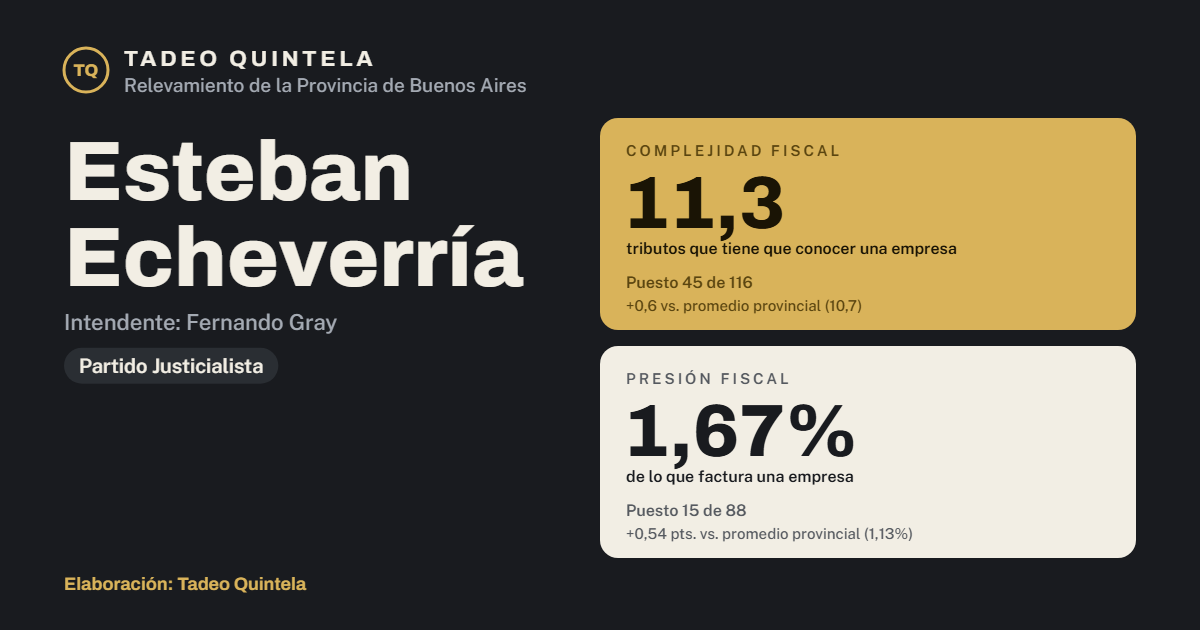 TQ
TADEO QUINTELA
Relevamiento de la Provincia de Buenos Aires
Esteban
Echeverría
Intendente: Fernando Gray
Partido Justicialista
COMPLEJIDAD FISCAL
11,3
tributos que tiene que conocer una empresa
Puesto 45 de 116
+0,6 vs. promedio provincial (10,7)
PRESIÓN FISCAL
1,67%
de lo que factura una empresa
Puesto 15 de 88
+0,54 pts. vs. promedio provincial (1,13%)
Elaboración: Tadeo Quintela